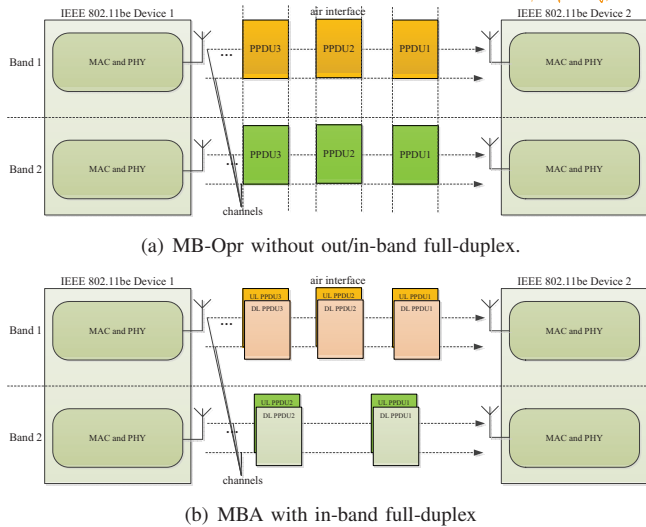 IEEE 802.11be Device 1
air interface
IEEE 802.11be Device 2
Band 1
MAC and PHY
...
PPDU3
PPDU2
PPDU1
MAC and PHY
Band 2
MAC and PHY
...
PPDU3
PPDU2
PPDU1
MAC and PHY
channels
(a) MB-Opr without out/in-band full-duplex.
IEEE 802.11be Device 1
air interface
IEEE 802.11be Device 2
Band 1
MAC and PHY
...
UL PPDU3
DL PPDU3
UL PPDU2
DL PPDU2
UL PPDU1
DL PPDU1
MAC and PHY
Band 2
MAC and PHY
...
UL PPDU2
DL PPDU2
UL PPDU1
DL PPDU1
MAC and PHY
channels
(b) MBA with in-band full-duplex